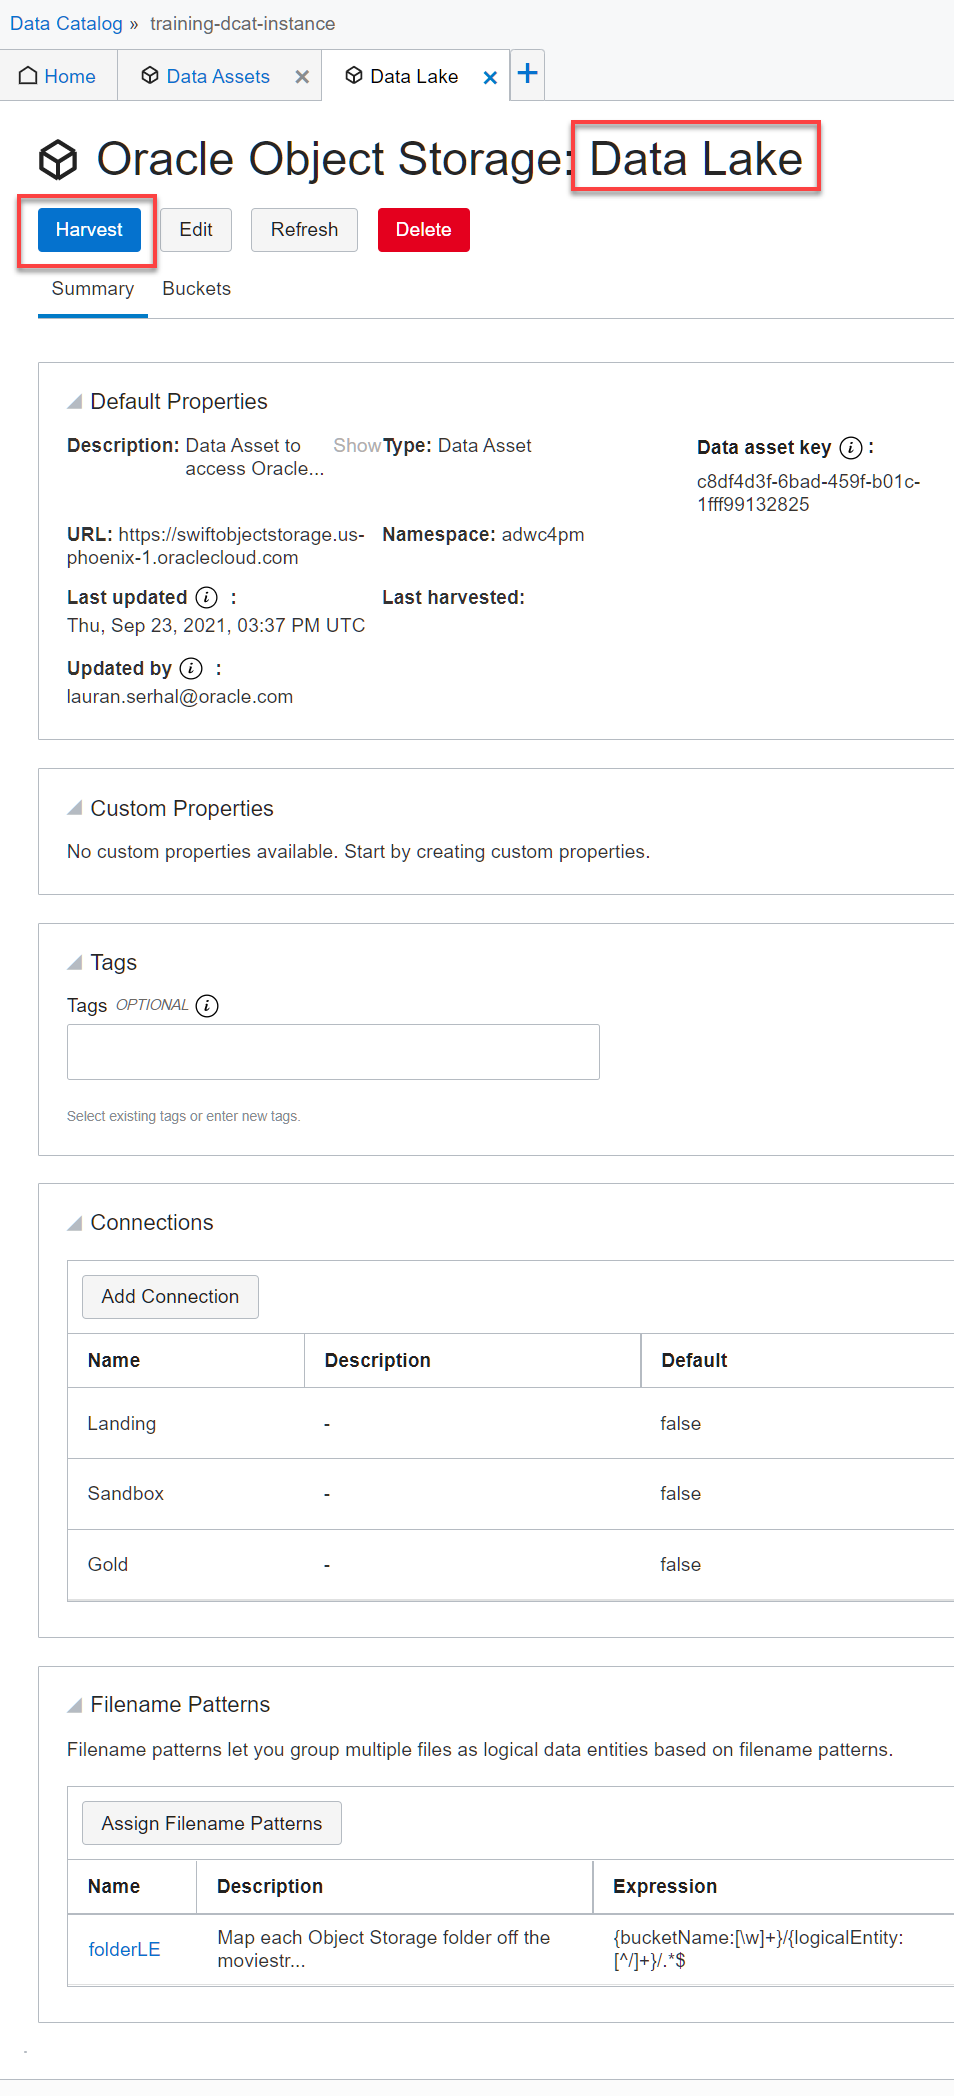 Data Catalog » training-dcat-instance
Home Data Assets × Data Lake × +
Oracle Object Storage: Data Lake
Harvest Edit Refresh Delete
Summary Buckets
Default Properties
Description: Data Asset to access Oracle... Show
Type: Data Asset
Data asset key i :
c8df4d3f-6bad-459f-b01c-
1fff99132825
URL: https://swiftobjectstorage.us-
phoenix-1.oraclecloud.com
Namespace: adwc4pm
Last updated i :
Thu, Sep 23, 2021, 03:37 PM UTC
Last harvested:
Updated by i :
lauran.serhal@oracle.com
Custom Properties
No custom properties available. Start by creating custom properties.
Tags
Tags OPTIONAL i
Select existing tags or enter new tags.
Connections
Add Connection
Name Description Default
Landing - false
Sandbox - false
Gold - false
Filename Patterns
Filename patterns let you group multiple files as logical data entities based on filename patterns.
Assign Filename Patterns
Name Description Expression
folderLE
Map each Object Storage folder off the
moviestr...
{bucketName:[\w]+}/{logicalEntity:
[^/]+}/.*$